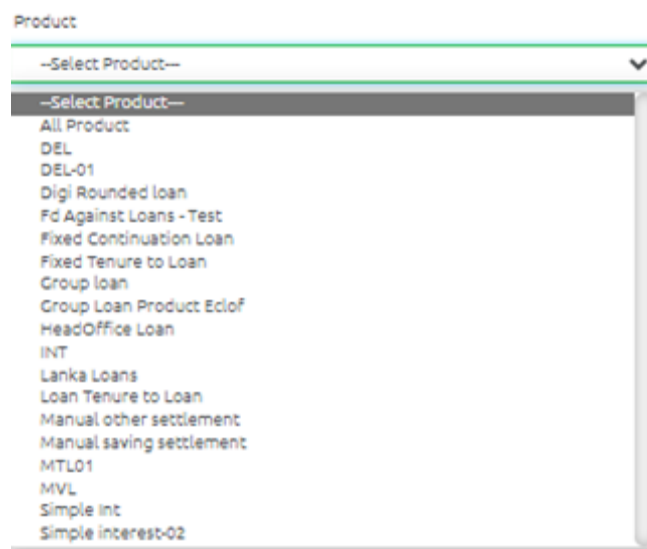 Product
--Select Product---
--Select Product---
All Product
DEL
DEL-01
Digi Rounded loan
Fd Against Loans - Test
Fixed Continuation Loan
Fixed Tenure to Loan
Group loan
Group Loan Product Eclof
HeadOffice Loan
INT
Lanka Loans
Loan Tenure to Loan
Manual other settlement
Manual saving settlement
MTL01
MVL
Simple Int
Simple interest-02